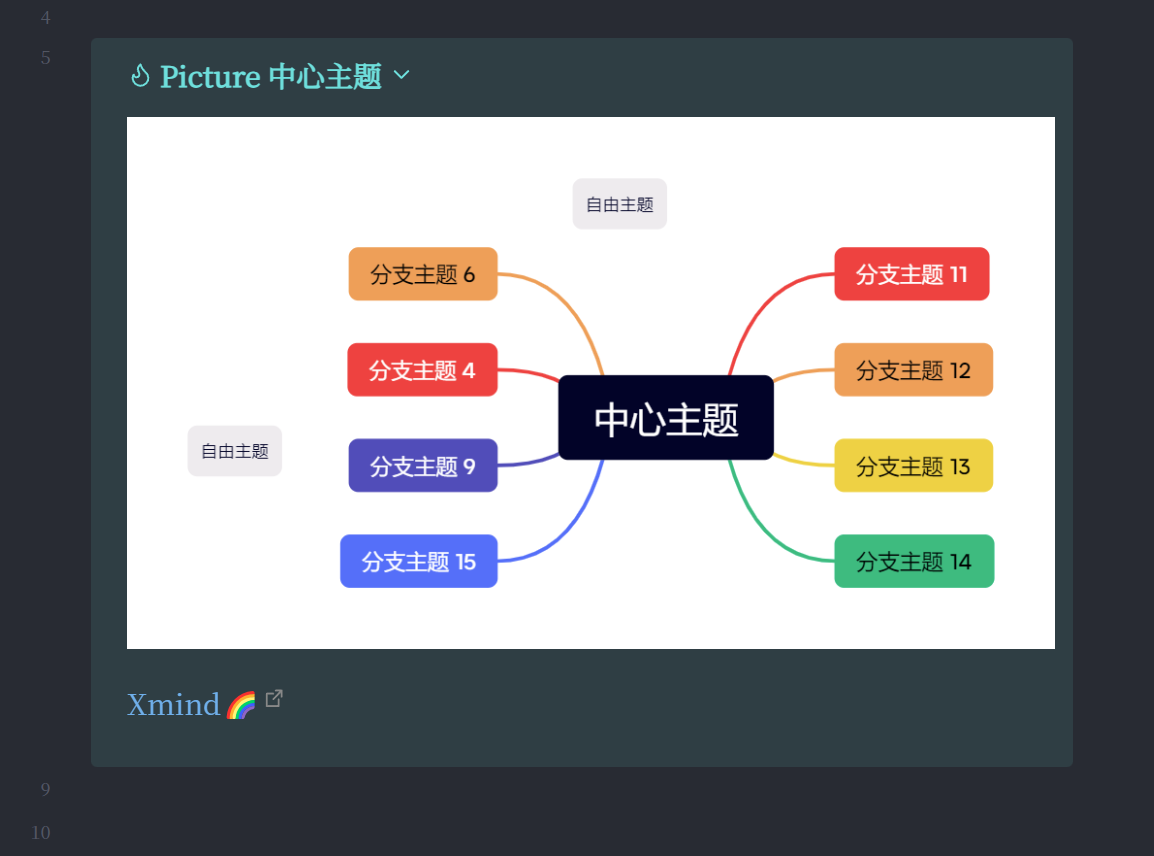 4
5
Picture 中心主题
自由主题
分支主题 6
分支主题 11
分支主题 4
分支主题 12
中心主题
自由主题
分支主题 9
分支主题 13
分支主题 15
分支主题 14
Xmind🌈
9
10